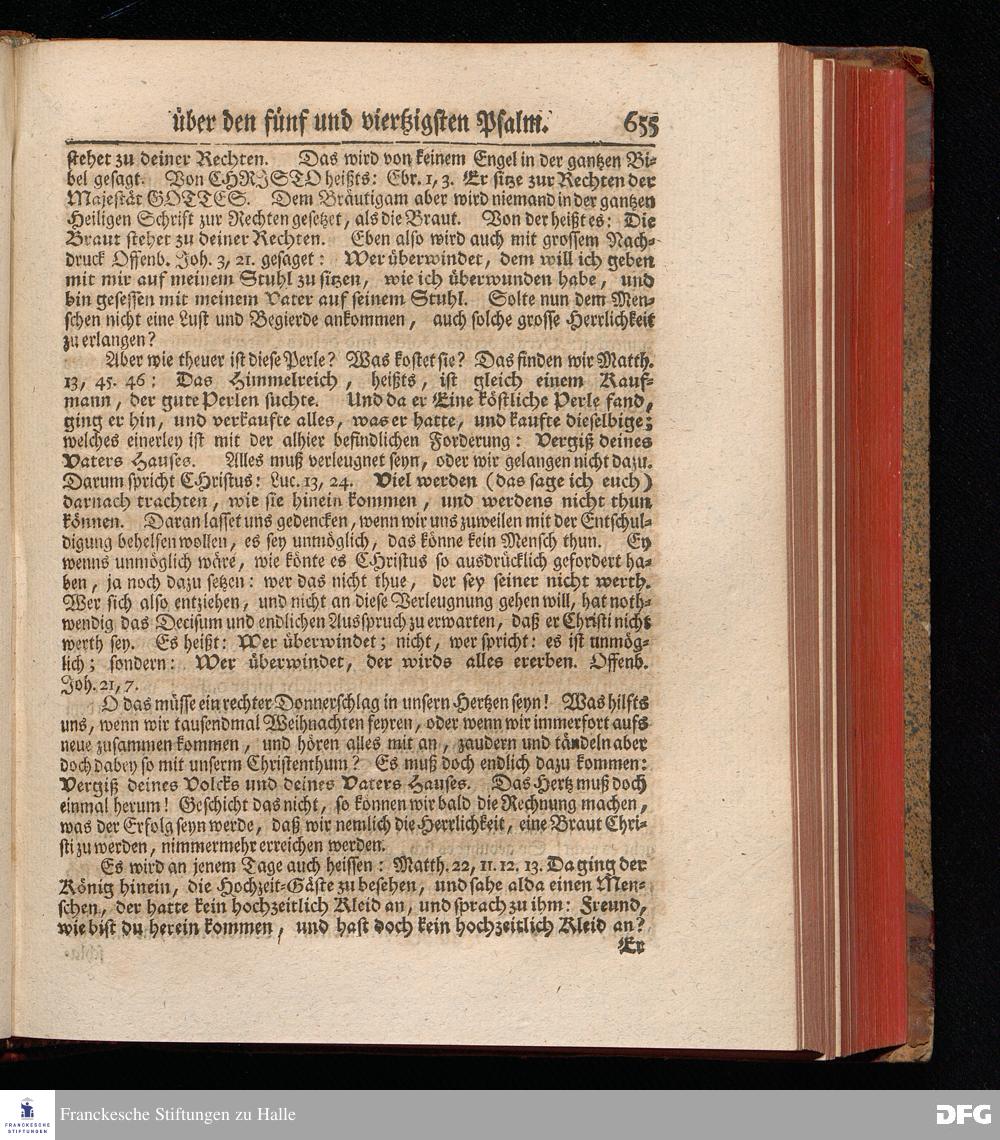 über den fünf und viertzigsten Psalm. 655
stehet zu deiner Rechten. Das wird von keinem Engel in der gantzen Bi-
bel gesagt. Von CHRISTO heißts: Ebr. 1, 3. Er sitze zur Rechten der
Majestät GOTTES. Dem Bräutigam aber wird niemand in der gantzen
Heiligen Schrift zur Rechten gesetzet, als die Braut. Von der heißt es: Die
Braut stehet zu deiner Rechten. Eben also wird auch mit grossem Nach-
druck Offenb. Joh. 3, 21. gesaget: Wer überwindet, dem will ich geben
mit mir auf meinem Stuhl zu sitzen, wie ich überwunden habe, und
bin gesessen mit meinem Vater auf seinem Stuhl. Solte nun dem Men-
schen nicht eine Lust und Begierde ankommen, auch solche grosse Herrlichkeit
zu erlangen?
Aber wie theuer ist diese Perle? Was kostet sie? Das finden wir Matth.
13, 45. 46: Das Himmelreich, heißts, ist gleich einem Kauf-
mann, der gute Perlen suchte. Und da er Eine köstliche Perle fand,
ging er hin, und verkaufte alles, was er hatte, und kaufte dieselbige;
welches einerley ist mit der alhier befindlichen Forderung: Vergiß deines
Vaters Hauses. Alles muß verleugnet seyn, oder wir gelangen nicht dazu.
Darum spricht CHristus: Luc. 13, 24. Viel werden (das sage ich euch)
darnach trachten, wie sie hinein kommen, und werdens nicht thun
können. Daran lasset uns gedencken, wenn wir uns zuweilen mit der Entschul-
digung behelfen wollen, es sey unmöglich, das könne kein Mensch thun. Ey
wenns unmöglich wäre, wie könte es CHristus so ausdrücklich gefordert ha-
ben, ja noch dazu setzen: wer das nicht thue, der sey seiner nicht werth.
Wer sich also entziehen, und nicht an diese Verleugnung gehen will, hat noth-
wendig das Decisum und endlichen Ausspruch zu erwarten, daß er Christi nicht
werth sey. Es heißt: Wer überwindet; nicht, wer spricht: es ist unmög-
lich; sondern: Wer überwindet, der wirds alles ererben. Offenb.
Joh. 21, 7.
O das müsse ein rechter Donnerschlag in unsern Hertzen seyn! Was hilfts
uns, wenn wir tausendmal Weihnachten feyren, oder wenn wir immerfort aufs
neue zusammen kommen, und hören alles mit an, zaudern und tändeln aber
doch dabey so mit unserm Christenthum? Es muß doch endlich dazu kommen:
Vergiß deines Volcks und deines Vaters Hauses. Das Hertz muß doch
einmal herum! Geschicht das nicht, so können wir bald die Rechnung machen,
was der Erfolg seyn werde, daß wir nemlich die Herrlichkeit, eine Braut Chri-
sti zu werden, nimmermehr erreichen werden.
Es wird an jenem Tage auch heissen: Matth. 22, 11. 12. 13. Da ging der
König hinein, die Hochzeit-Gäste zu besehen, und sahe alda einen Men-
schen, der hatte kein hochzeitlich Kleid an, und sprach zu ihm: Freund,
wie bist du herein kommen, und hast doch kein hochzeitlich Kleid an?
Er
FRANCKESCHE STIFTUNGEN
Franckesche Stiftungen zu Halle
DFG